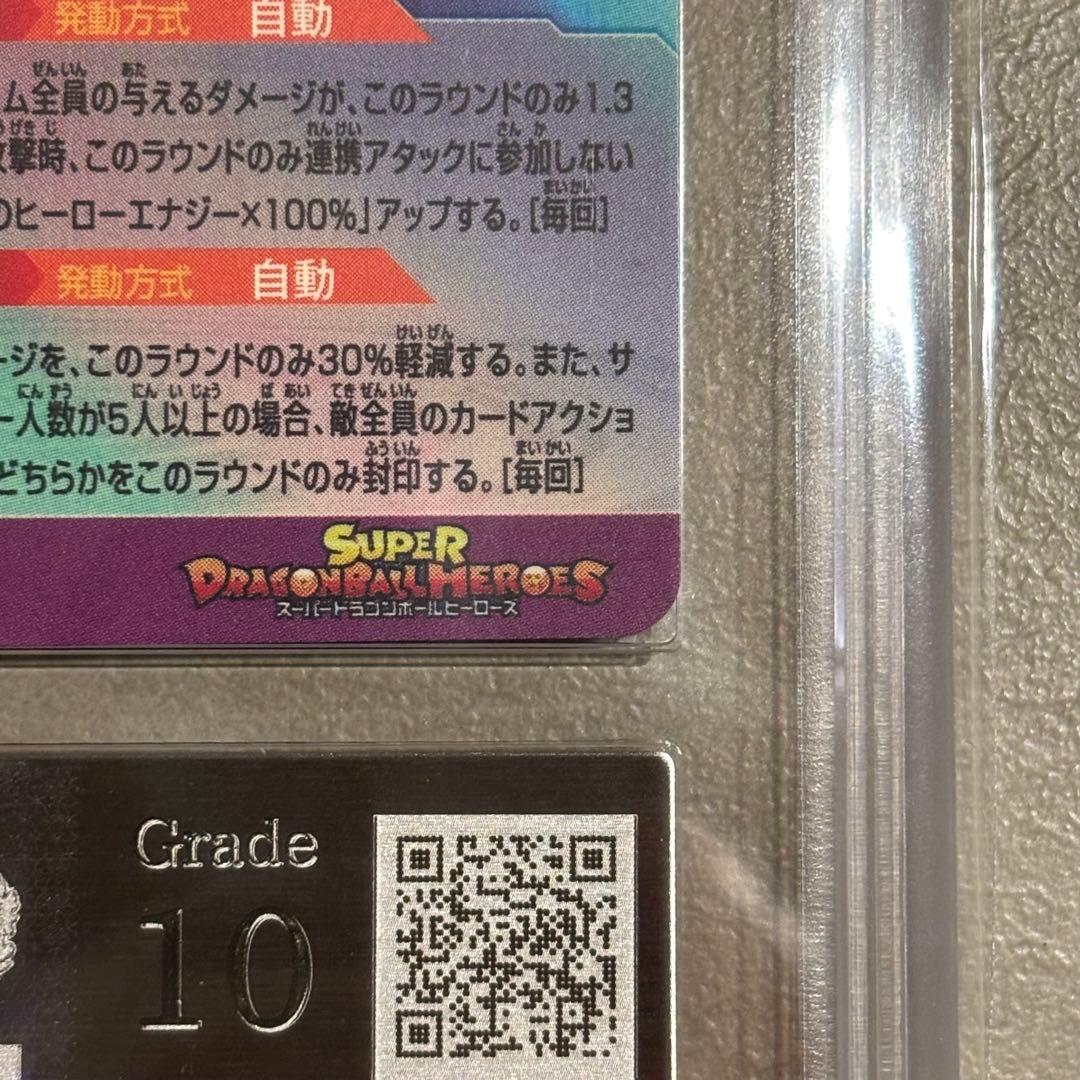 発動方式 自動
ム全員の与えるダメージが、このラウンドのみ1.3
撃時、このラウンドのみ連携アタックに参加しない
のヒーローエナジー×100%」アップする。[毎回]
発動方式 自動
ージを、このラウンドのみ30%軽減する。また、サ
ー人数が5人以上の場合、敵全員のカードアクショ
どちらかをこのラウンドのみ封印する。[毎回]
SUPER
DRAGONBALL HEROES
スーパードラゴンボールヒーローズ
Grade
10